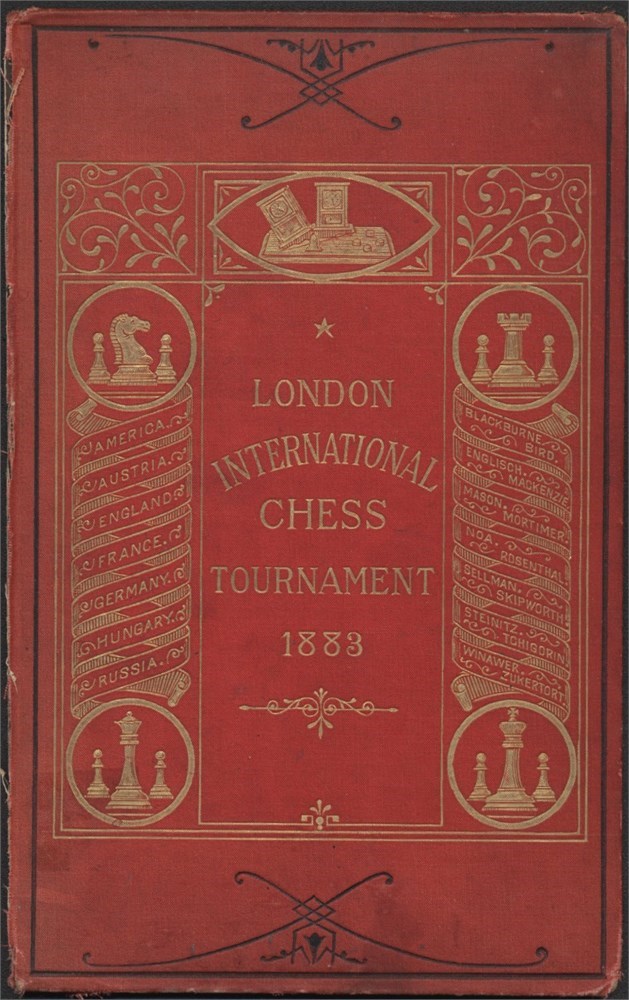 LONDON
INTERNATIONAL
CHESS
TOURNAMENT
1883
AMERICA.
AUSTRIA.
ENGLAND.
FRANCE.
GERMANY.
HUNGARY.
RUSSIA.
BLACKBURNE.
BIRD.
ENGLISCH.
MACKENZIE
MASON.
MORTIMER.
NOA.
ROSENTHAL.
SELLMAN.
SKIPWORTH
STEINITZ.
TCHIGORIN.
WINAWER.
ZUKERTORT.